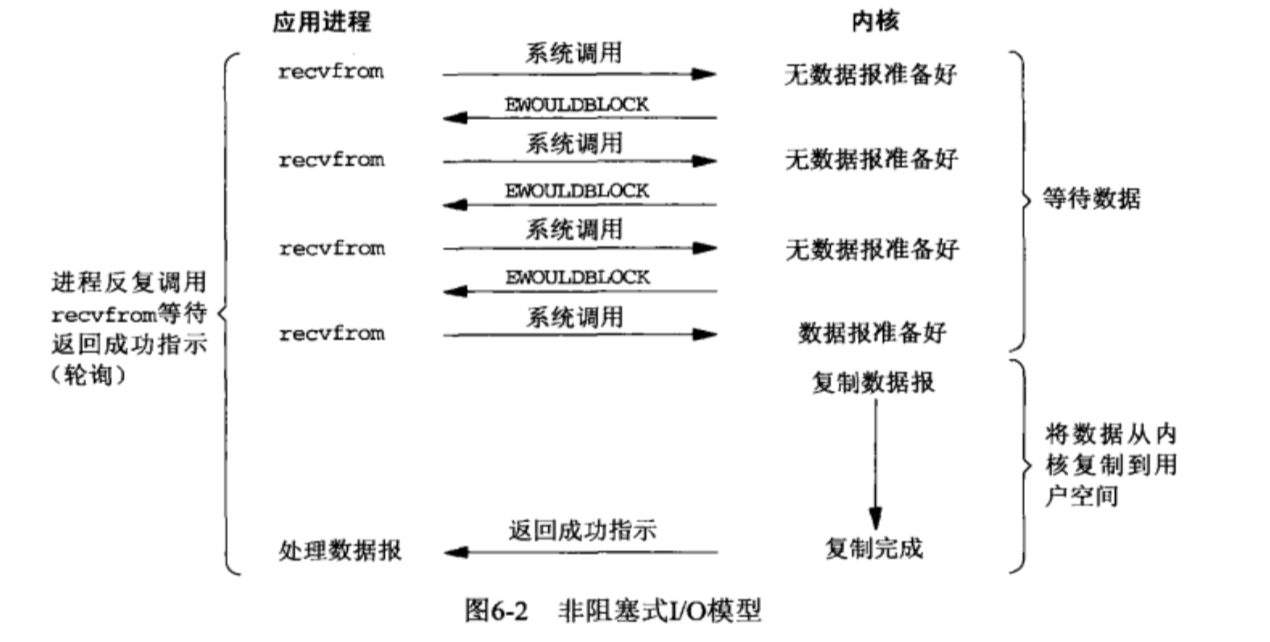 应用进程 内核
系统调用
recvfrom 无数据报准备好
EWOULDBLOCK
系统调用
recvfrom 无数据报准备好
EWOULDBLOCK
等待数据
系统调用
recvfrom 无数据报准备好
EWOULDBLOCK
进程反复调用
recvfrom等待
返回成功指示
（轮询）
系统调用
recvfrom 数据报准备好
复制数据报
将数据从内
核复制到用
户空间
返回成功指示
处理数据报 复制完成
图6-2 非阻塞式I/O模型